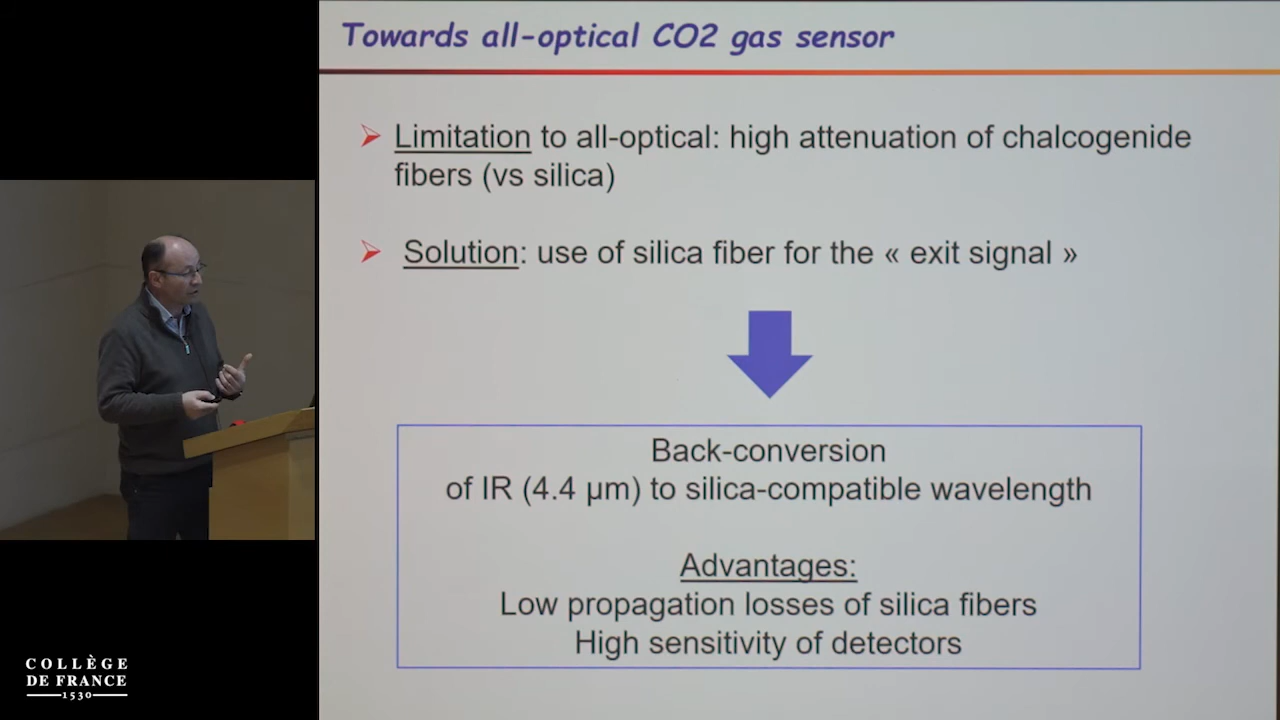 Towards all-optical CO2 gas sensor
Limitation to all-optical: high attenuation of chalcogenide
fibers (vs silica)
Solution: use of silica fiber for the « exit signal »
Back-conversion
of IR (4.4 µm) to silica-compatible wavelength
Advantages:
Low propagation losses of silica fibers
High sensitivity of detectors
COLLÈGE
DE FRANCE
1530